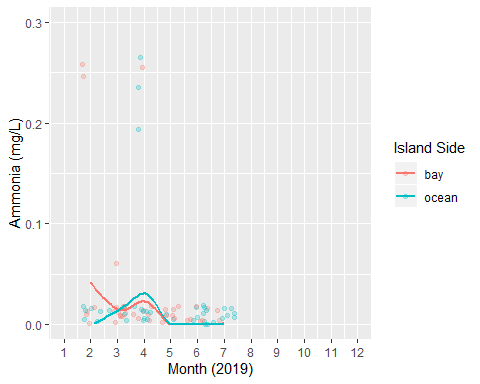 0.3
0.2
0.1
0.0
Ammonia (mg/L)
1 2 3 4 5 6 7 8 9 10 11 12
Month (2019)
Island Side
bay
ocean